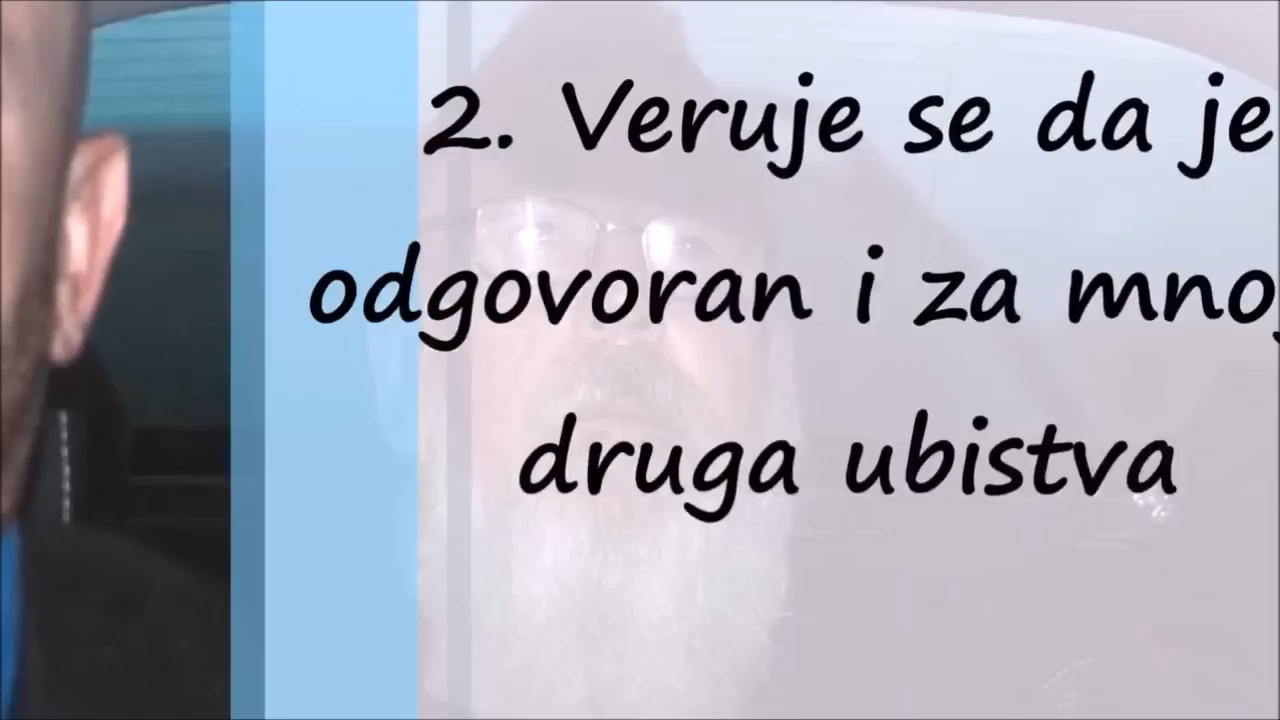 2. Veruje se da je
odgovoran i za
druga ubistva